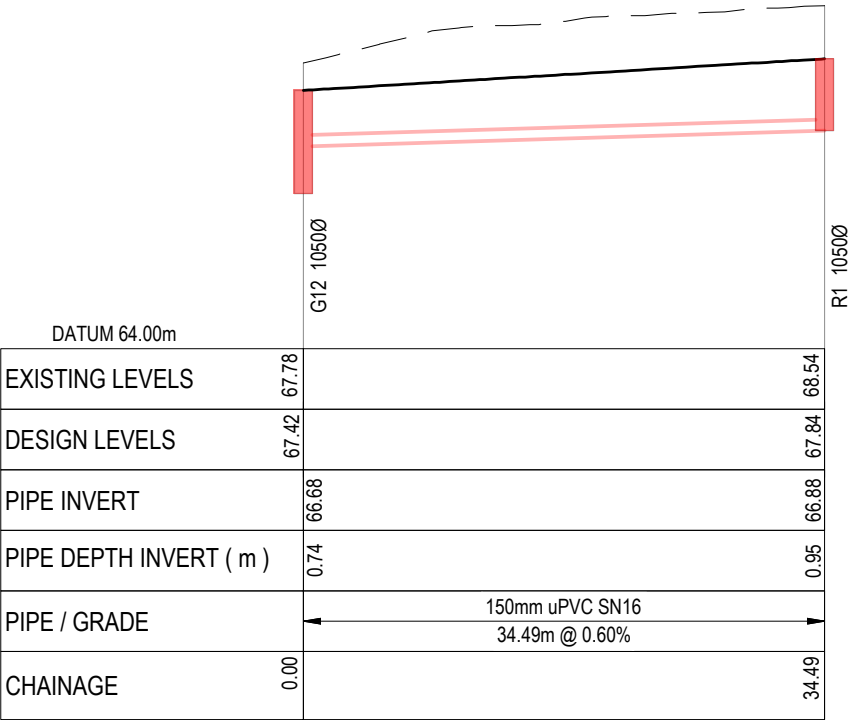 G12 1050Ø
R1 1050Ø
DATUM 64.00m
EXISTING LEVELS 67.78 68.54
DESIGN LEVELS 67.42 67.84
PIPE INVERT 66.68 66.88
PIPE DEPTH INVERT ( m ) 0.74 0.95
PIPE / GRADE
150mm uPVC SN16
34.49m @ 0.60%
CHAINAGE 0.00 34.49